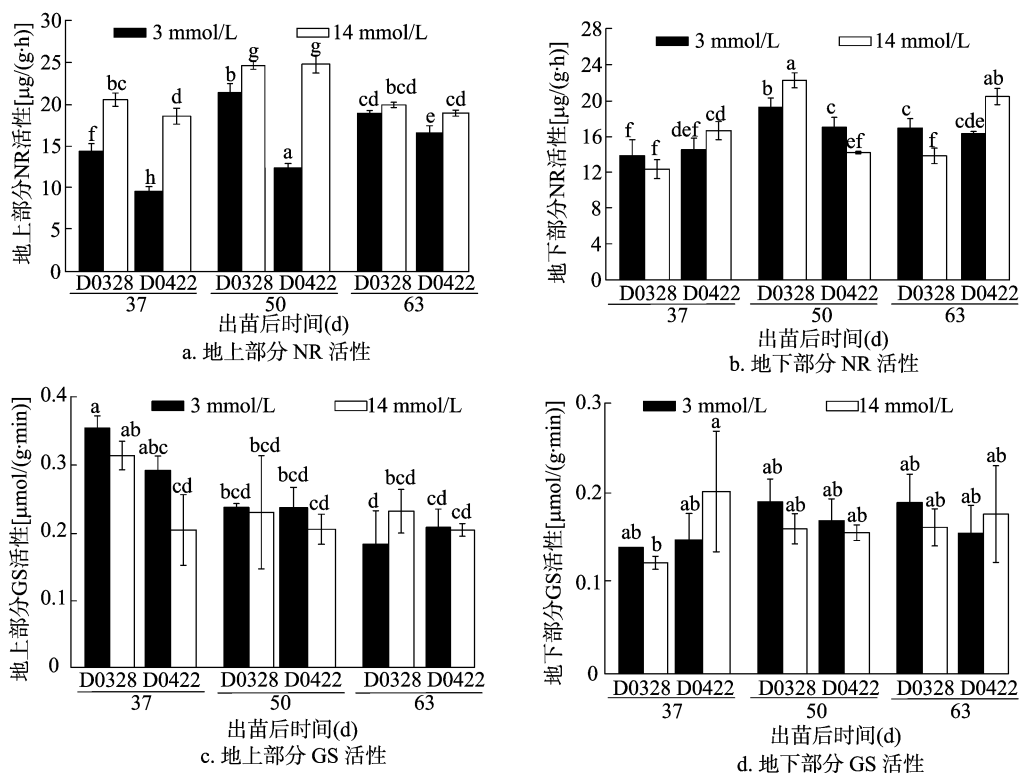 地上部分NR活性[μg/(g·h)]
30
25
20
15
10
5
0
3 mmol/L 14 mmol/L
f bc h d b g a g cd bcd e cd
D0328 D0422 D0328 D0422 D0328 D0422
37 50 63
出苗后时间(d)
a. 地上部分 NR 活性
地下部分NR活性[μg/(g·h)]
28
24
20
16
12
8
4
0
3 mmol/L 14 mmol/L
f f def cd b a c ef c f cde ab
D0328 D0422 D0328 D0422 D0328 D0422
37 50 63
出苗后时间(d)
b. 地下部分 NR 活性
地上部分GS活性[μmol/(g·min)]
0.4
0.3
0.2
0.1
0
3 mmol/L 14 mmol/L
a ab abc cd bcd bcd bcd cd d bcd cd cd
D0328 D0422 D0328 D0422 D0328 D0422
37 50 63
出苗后时间(d)
c. 地上部分 GS 活性
地下部分GS活性[μmol/(g·min)]
0.3
0.2
0.1
0
3 mmol/L 14 mmol/L
ab b ab a ab ab ab ab ab ab ab ab
D0328 D0422 D0328 D0422 D0328 D0422
37 50 63
出苗后时间(d)
d. 地下部分 GS 活性